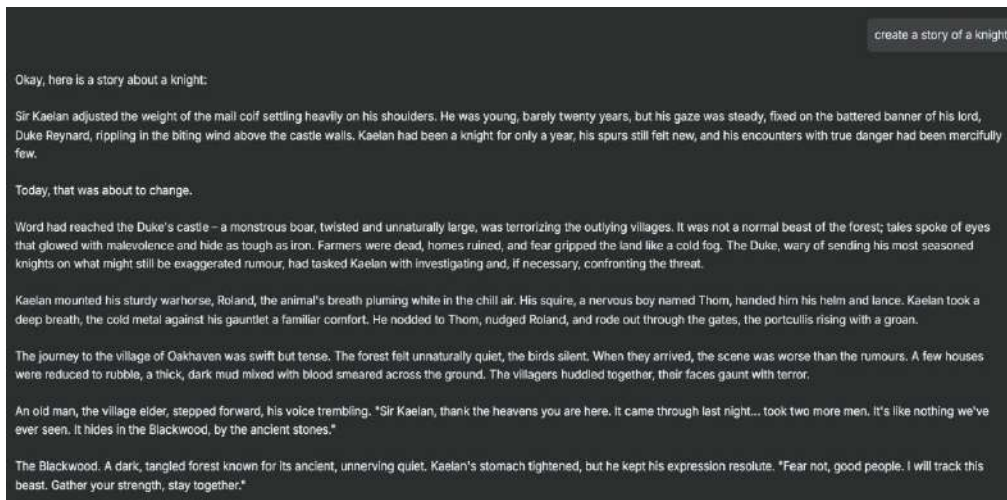 create a story of a knight
Okay, here is a story about a knight:
Sir Kaelan adjusted the weight of the mail coif settling heavily on his shoulders. He was young, barely twenty years, but his gaze was steady, fixed on the battered banner of his lord,
Duke Reynard, rippling in the biting wind above the castle walls. Kaelan had been a knight for only a year, his spurs still felt new, and his encounters with true danger had been mercifully
few.
Today, that was about to change.
Word had reached the Duke's castle – a monstrous boar, twisted and unnaturally large, was terrorizing the outlying villages. It was not a normal beast of the forest; tales spoke of eyes
that glowed with malevolence and hide as tough as iron. Farmers were dead, homes ruined, and fear gripped the land like a cold fog. The Duke, wary of sending his most seasoned
knights on what might still be exaggerated rumour, had tasked Kaelan with investigating and, if necessary, confronting the threat.
Kaelan mounted his sturdy warhorse, Roland, the animal's breath pluming white in the chill air. His squire, a nervous boy named Thom, handed him his helm and lance. Kaelan took a
deep breath, the cold metal against his gauntlet a familiar comfort. He nodded to Thom, nudged Roland, and rode out through the gates, the portcullis rising with a groan.
The journey to the village of Oakhaven was swift but tense. The forest felt unnaturally quiet, the birds silent. When they arrived, the scene was worse than the rumours. A few houses
were reduced to rubble, a thick, dark mud mixed with blood smeared across the ground. The villagers huddled together, their faces gaunt with terror.
An old man, the village elder, stepped forward, his voice trembling. "Sir Kaelan, thank the heavens you are here. It came through last night... took two more men. It's like nothing we've
ever seen. It hides in the Blackwood, by the ancient stones."
The Blackwood. A dark, tangled forest known for its ancient, unnerving quiet. Kaelan's stomach tightened, but he kept his expression resolute. "Fear not, good people. I will track this
beast. Gather your strength, stay together."